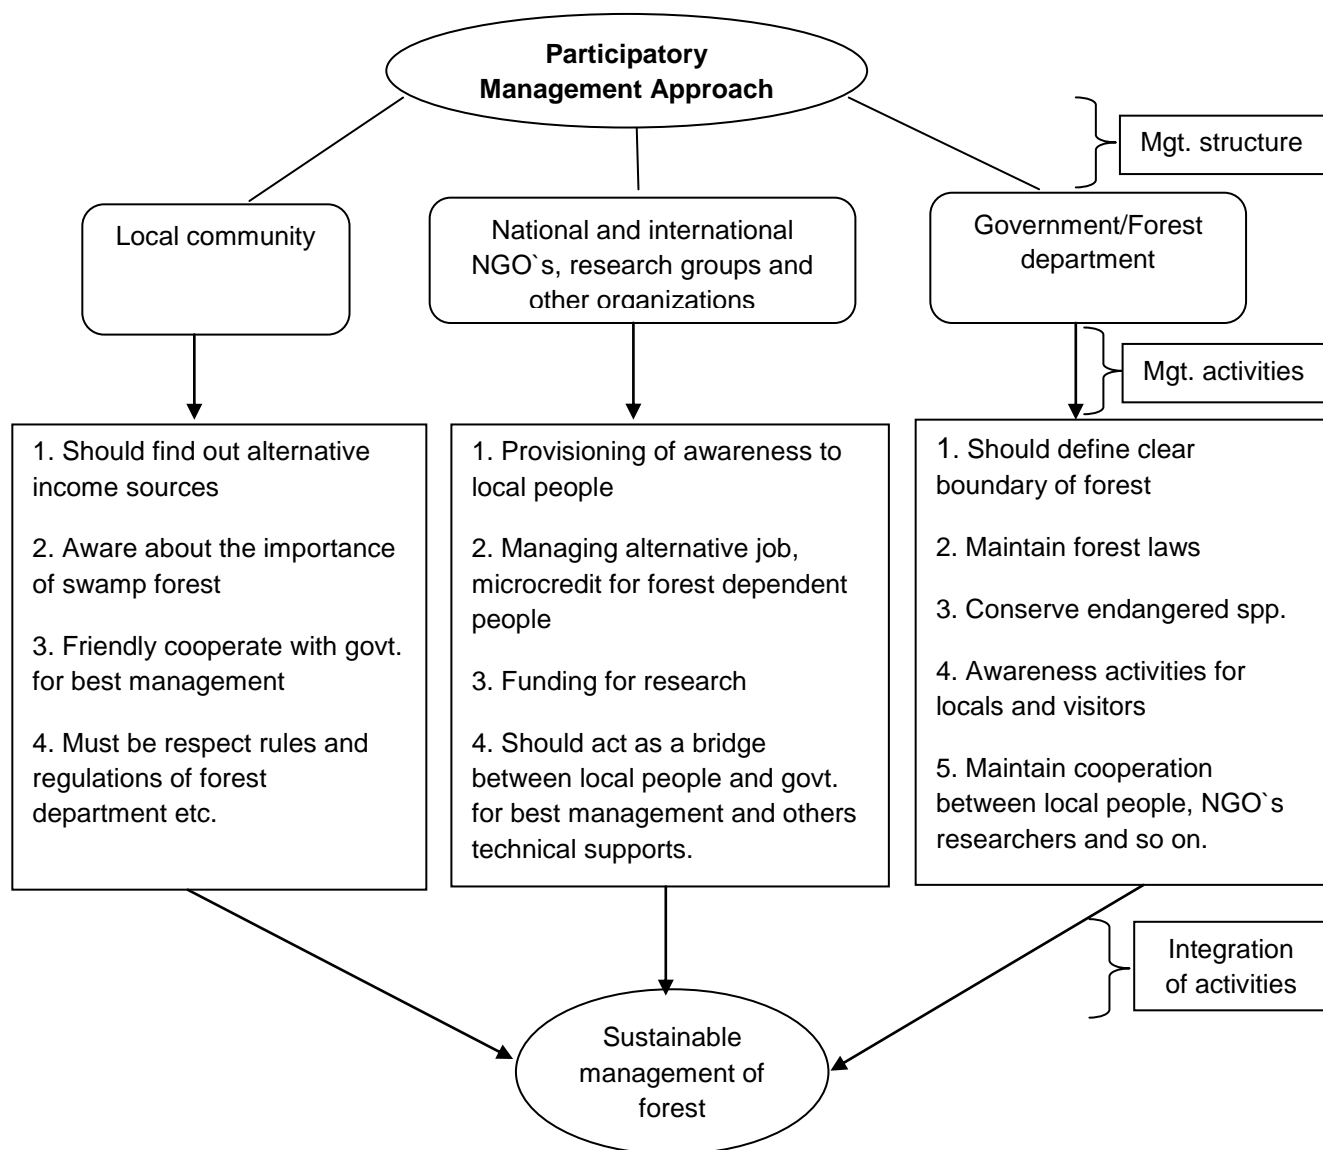 Participatory
Management Approach
Mgt. structure
Local community
National and international
NGO`s, research groups and
other organizations
Government/Forest
department
Mgt. activities
1. Should find out alternative
income sources
2. Aware about the importance
of swamp forest
3. Friendly cooperate with govt.
for best management
4. Must be respect rules and
regulations of forest
department etc.
1. Provisioning of awareness to
local people
2. Managing alternative job,
microcredit for forest dependent
people
3. Funding for research
4. Should act as a bridge
between local people and govt.
for best management and others
technical supports.
1. Should define clear
boundary of forest
2. Maintain forest laws
3. Conserve endangered spp.
4. Awareness activities for
locals and visitors
5. Maintain cooperation
between local people, NGO`s
researchers and so on.
Integration
of activities
Sustainable
management of
forest